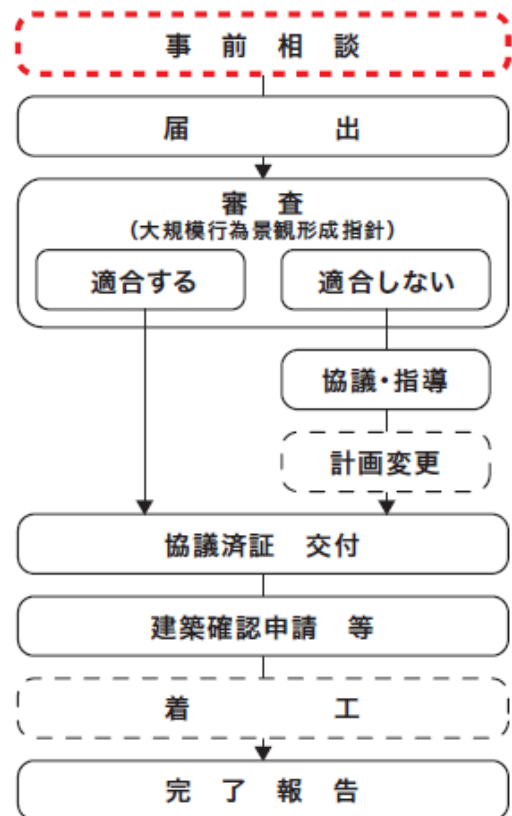 事前相談
届出
審査
(大規模行為景観形成指針)
適合する
適合しない
協議・指導
計画変更
協議済証 交付
建築確認申請 等
着工
完了報告